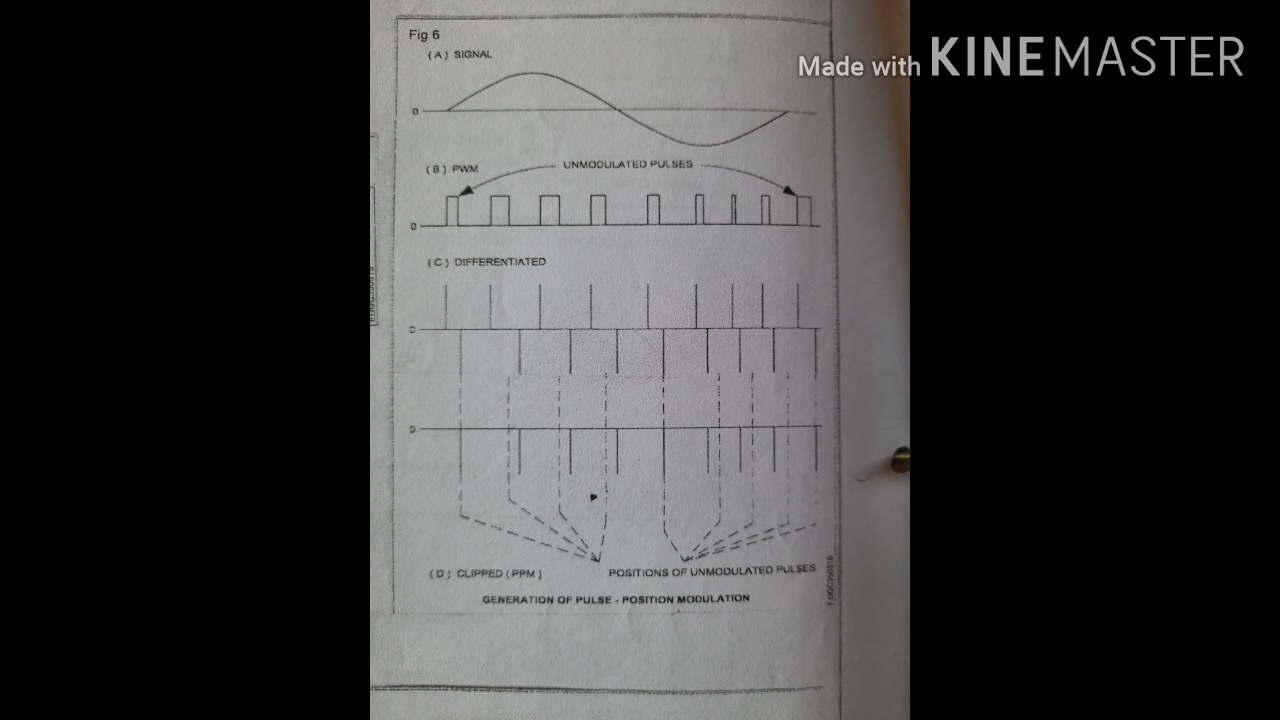 Fig 6
(A) SIGNAL
Made with KINEMASTER
0
(B) PWM
UNMODULATED PULSES
0
(C) DIFFERENTIATED
0
0
(D) CLIPPED (PPM)
POSITIONS OF UNMODULATED PULSES
GENERATION OF PULSE - POSITION MODULATION